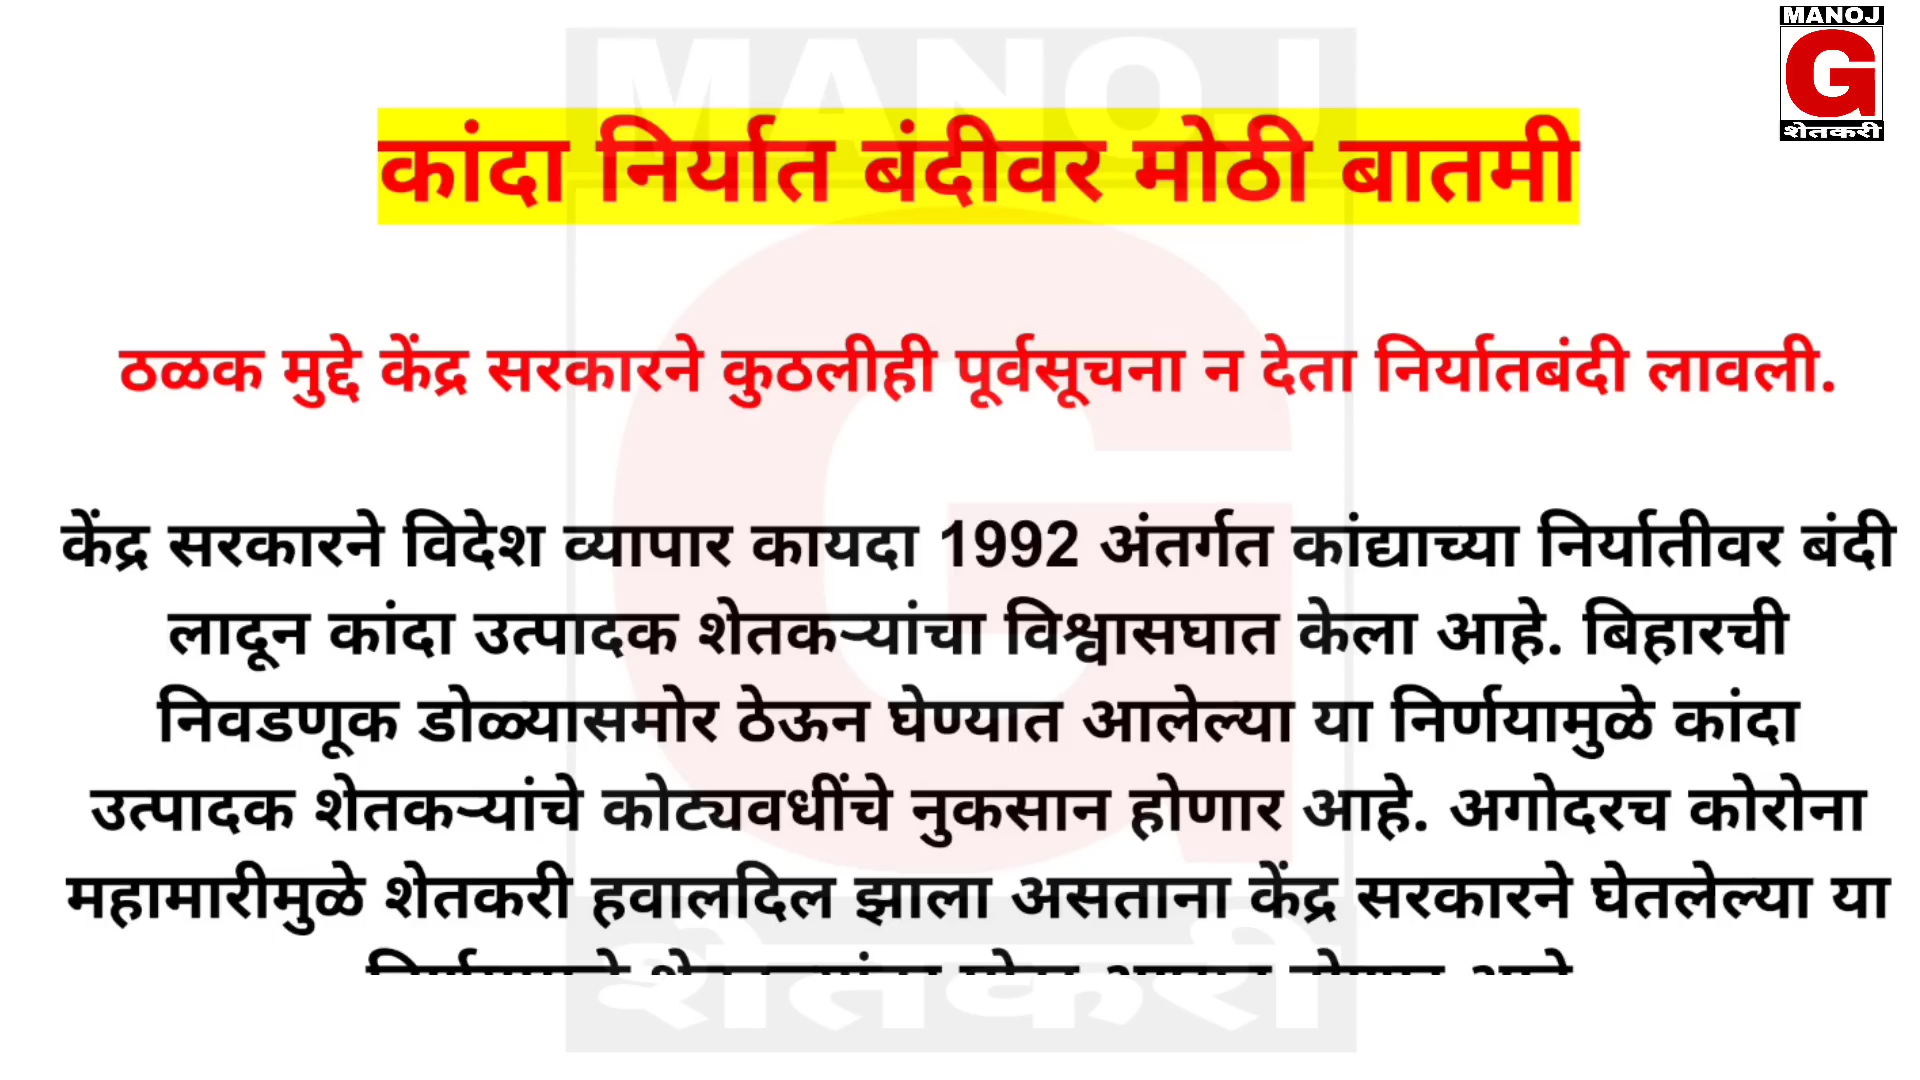 MANOJ
G
शेतकरी
कांदा निर्यात बंदीवर मोठी बातमी
ठळक मुद्दे केंद्र सरकारने कुठलीही पूर्वसूचना न देता निर्यातबंदी लावली.
केंद्र सरकारने विदेश व्यापार कायदा 1992 अंतर्गत कांद्याच्या निर्यातीवर बंदी
लादून कांदा उत्पादक शेतकऱ्यांचा विश्वासघात केला आहे. बिहारची
निवडणूक डोळ्यासमोर ठेऊन घेण्यात आलेल्या या निर्णयामुळे कांदा
उत्पादक शेतकऱ्यांचे कोट्यवधींचे नुकसान होणार आहे. अगोदरच कोरोना
महामारीमुळे शेतकरी हवालदिल झाला असताना केंद्र सरकारने घेतलेल्या या
MANOJ
G
शेतकरी